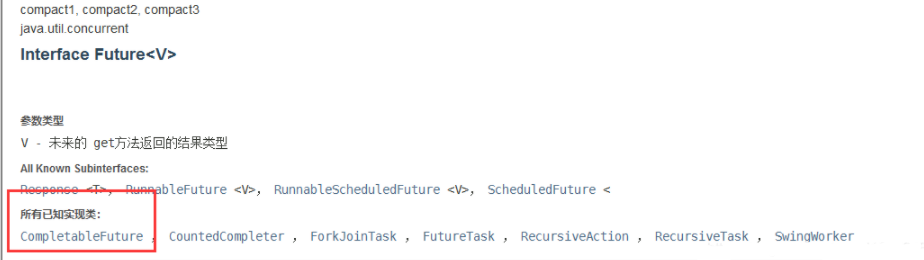 compact1, compact2, compact3
java.util.concurrent
Interface Future<V>
参数类型
V - 未来的 get方法返回的结果类型
All Known Subinterfaces:
Response <T>， RunnableFuture <V>， RunnableScheduledFuture <V>， ScheduledFuture <
所有已知实现类：
CompletableFuture ， CountedCompleter ， ForkJoinTask ， FutureTask ， RecursiveAction ， RecursiveTask ， SwingWorker